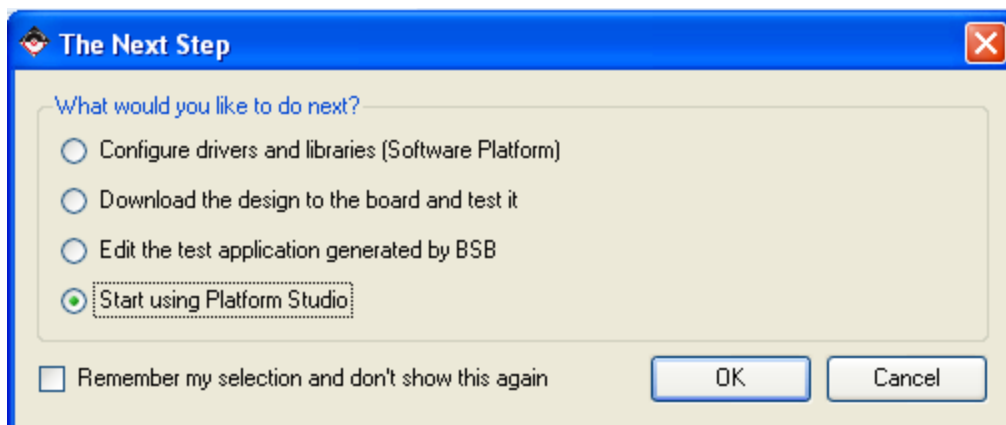 The Next Step
What would you like to do next?
Configure drivers and libraries (Software Platform)
Download the design to the board and test it
Edit the test application generated by BSB
Start using Platform Studio
Remember my selection and don't show this again
OK
Cancel